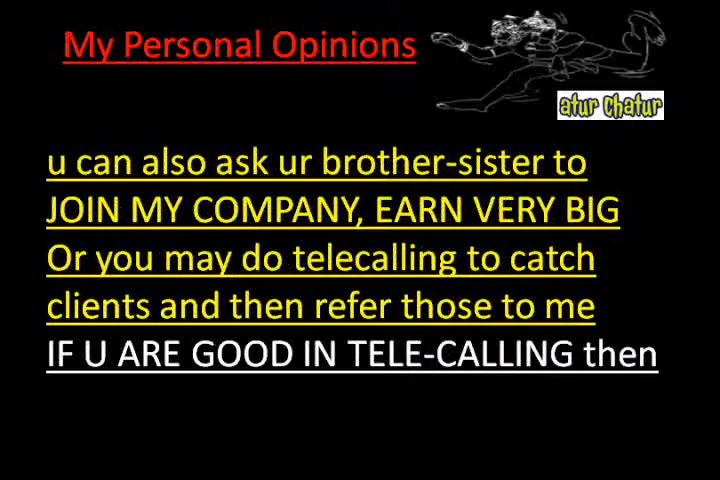 My Personal Opinions
atur chatur
u can also ask ur brother-sister to
JOIN MY COMPANY, EARN VERY BIG
Or you may do telecalling to catch
clients and then refer those to me
IF U ARE GOOD IN TELE-CALLING then